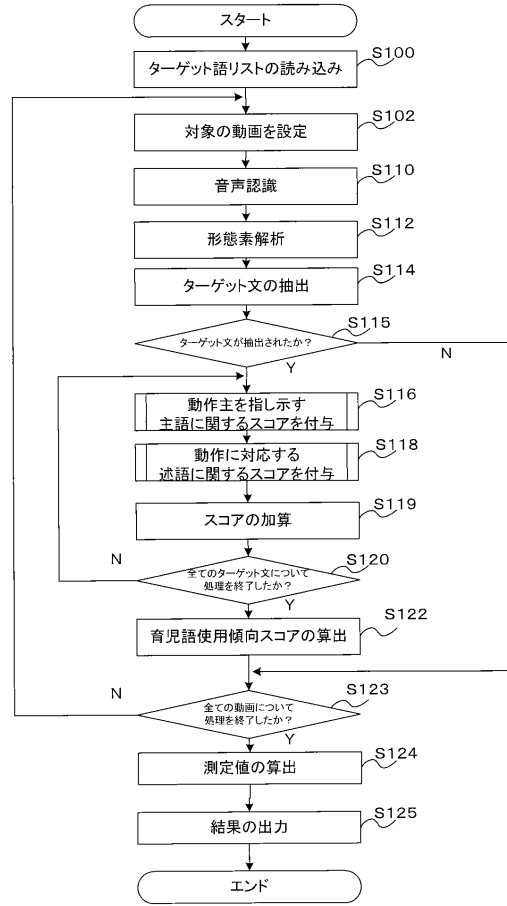 スタート
ターゲット語リストの読み込み
S100
対象の動画を設定
S102
音声認識
S110
形態素解析
S112
ターゲット文の抽出
S114
ターゲット文が抽出されたか?
S115
N
Y
動作主を指し示す
主語に関するスコアを付与
S116
動作に対応する
述語に関するスコアを付与
S118
スコアの加算
S119
全てのターゲット文について
処理を終了したか?
S120
N
Y
育児語使用傾向スコアの算出
S122
全ての動画について
処理を終了したか?
S123
N
Y
測定値の算出
S124
結果の出力
S125
エンド